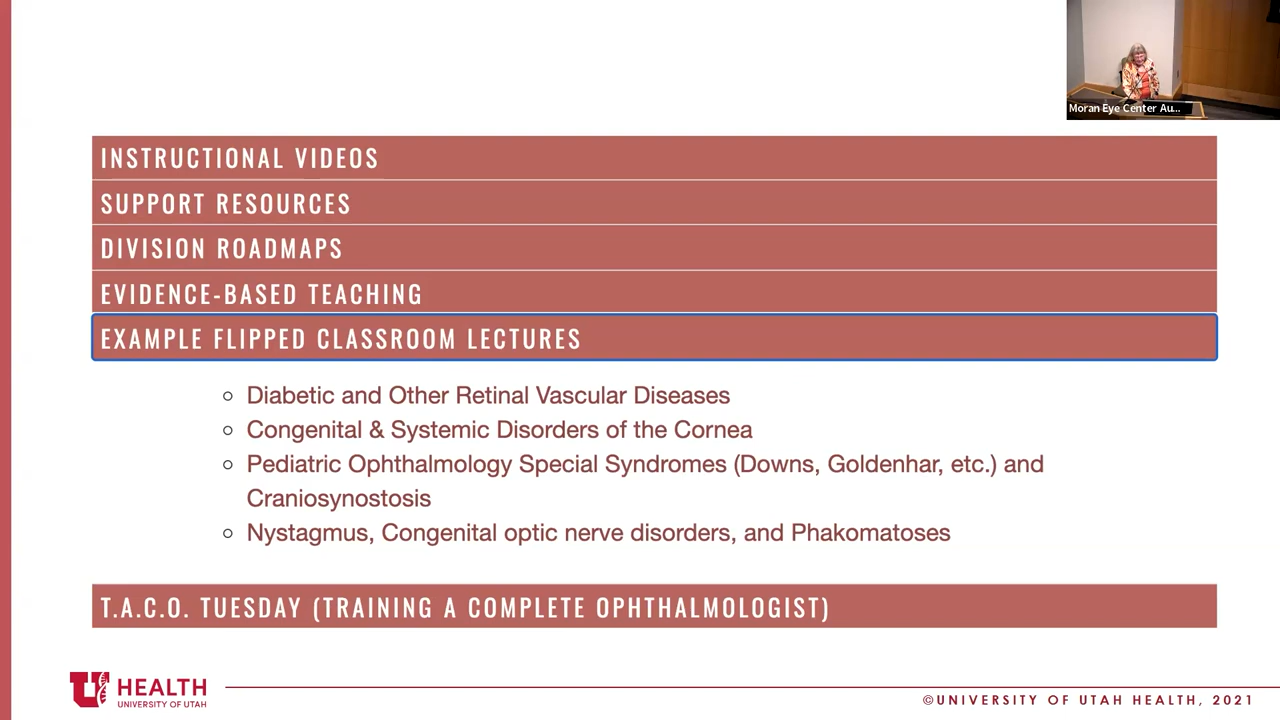 Moran Eye Center Au...
INSTRUCTIONAL VIDEOS
SUPPORT RESOURCES
DIVISION ROADMAPS
EVIDENCE-BASED TEACHING
EXAMPLE FLIPPED CLASSROOM LECTURES
Diabetic and Other Retinal Vascular Diseases
Congenital & Systemic Disorders of the Cornea
Pediatric Ophthalmology Special Syndromes (Downs, Goldenhar, etc.) and
Craniosynostosis
Nystagmus, Congenital optic nerve disorders, and Phakomatoses
T.A.C.O. TUESDAY (TRAINING A COMPLETE OPHTHALMOLOGIST)
U HEALTH
UNIVERSITY OF UTAH
©UNIVERSITY OF UTAH HEALTH, 2021